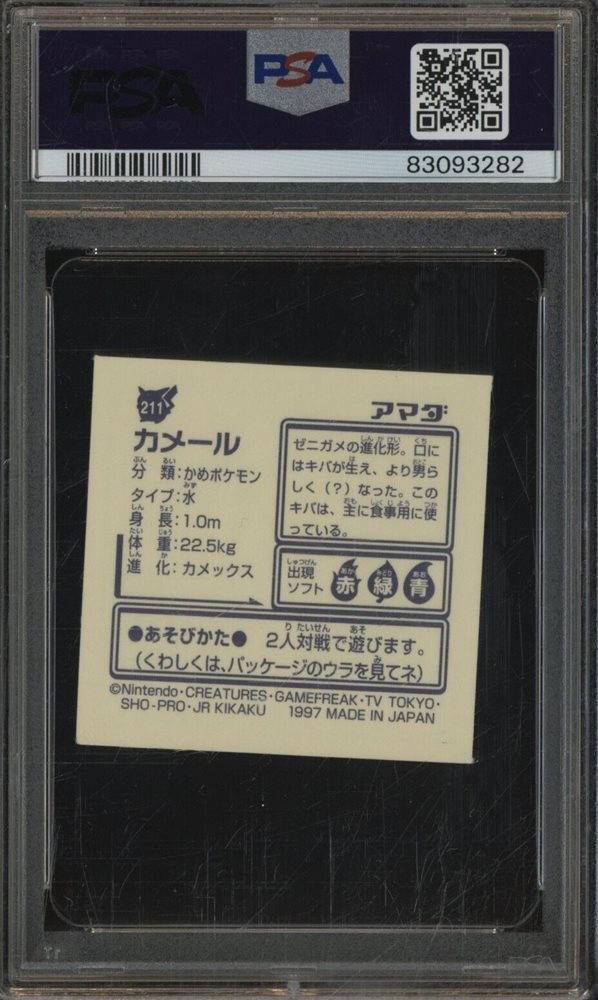 PSA
PSA
83093282
211
アマダ
カメール
分類:かめポケモン
タイプ:水
身長:1.0m
体重:22.5kg
進化:カメックス
ゼニガメの進化形。口に
はキバが生え、より男ら
しく(?)なった。この
キバは、主に食事用に使
っている。
出現
ソフト
赤 緑 青
●あそびかた● 2人対戦で遊びます。
(くわしくは、パッケージのウラを見てネ)
©Nintendo・CREATURES・GAMEFREAK・TV TOKYO・
SHO-PRO・JR KIKAKU 1997 MADE IN JAPAN
PSA